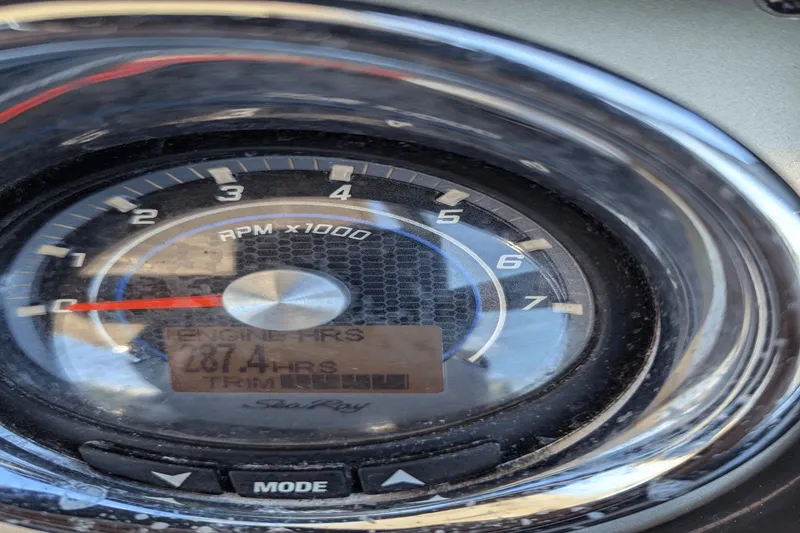 0 1 2 3 4 5 6 7
RPM x1000
ENGINE HRS
287.4 HRS
TRIM
Sea Ray
MODE